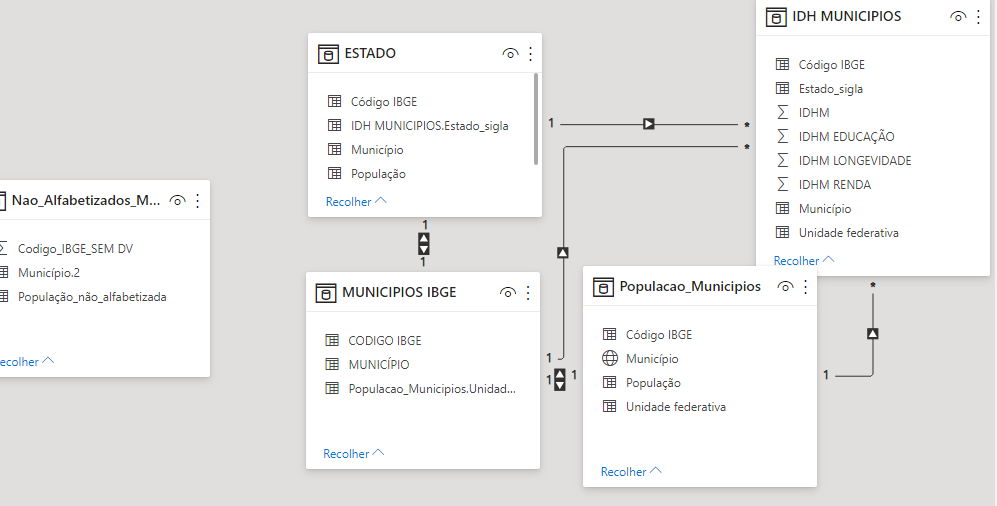 IDH MUNICIPIOS
Código IBGE
Estado_sigla
IDHM
IDHM EDUCAÇÃO
IDHM LONGEVIDADE
IDHM RENDA
Município
Unidade federativa
Recolher
ESTADO
Código IBGE
IDH MUNICIPIOS.Estado_sigla
Município
População
Recolher
1
*
*
1
1
Nao_Alfabetizados_M...
Codigo_IBGE_SEM DV
Município.2
População_não_alfabetizada
ecolher
MUNICIPIOS IBGE
CODIGO IBGE
MUNICÍPIO
Populacao_Municipios.Unidad...
Recolher
1
1
1
Populacao_Municipios
Código IBGE
Município
População
Unidade federativa
Recolher
*
1